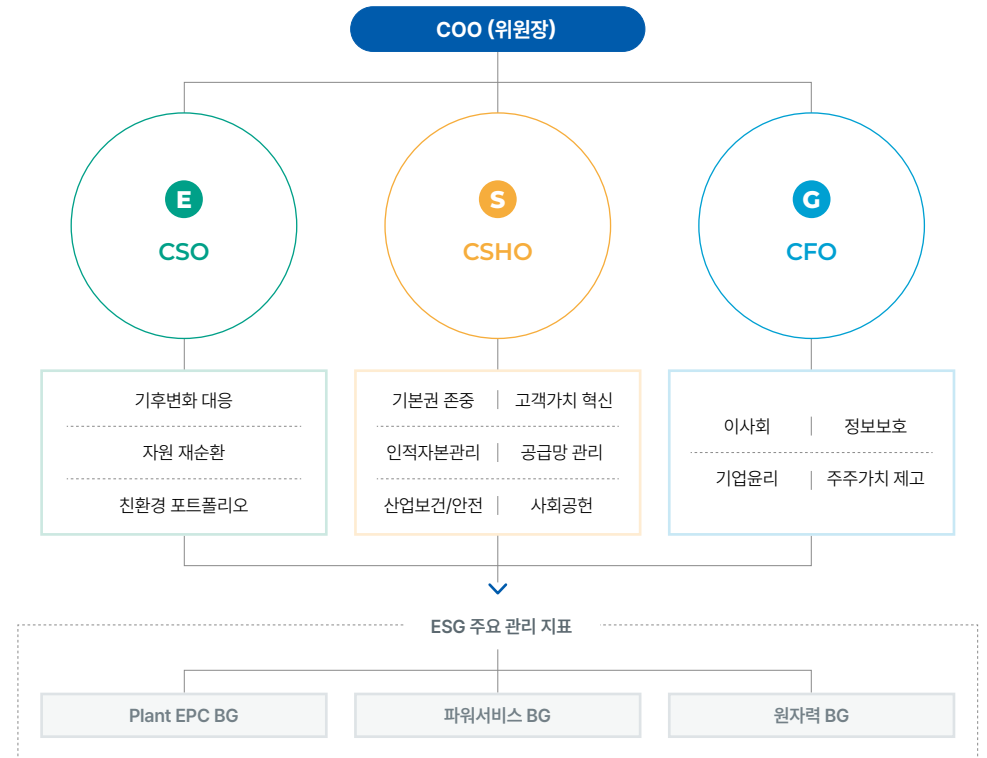 COO (위원장)
E
CSO
S
CSHO
G
CFO
기후변화 대응
자원 재순환
친환경 포트폴리오
기본권 존중 | 고객가치 혁신
인적자본관리 | 공급망 관리
산업보건/안전 | 사회공헌
이사회 | 정보보호
기업윤리 | 주주가치 제고
ESG 주요 관리 지표
Plant EPC BG
파워서비스 BG
원자력 BG